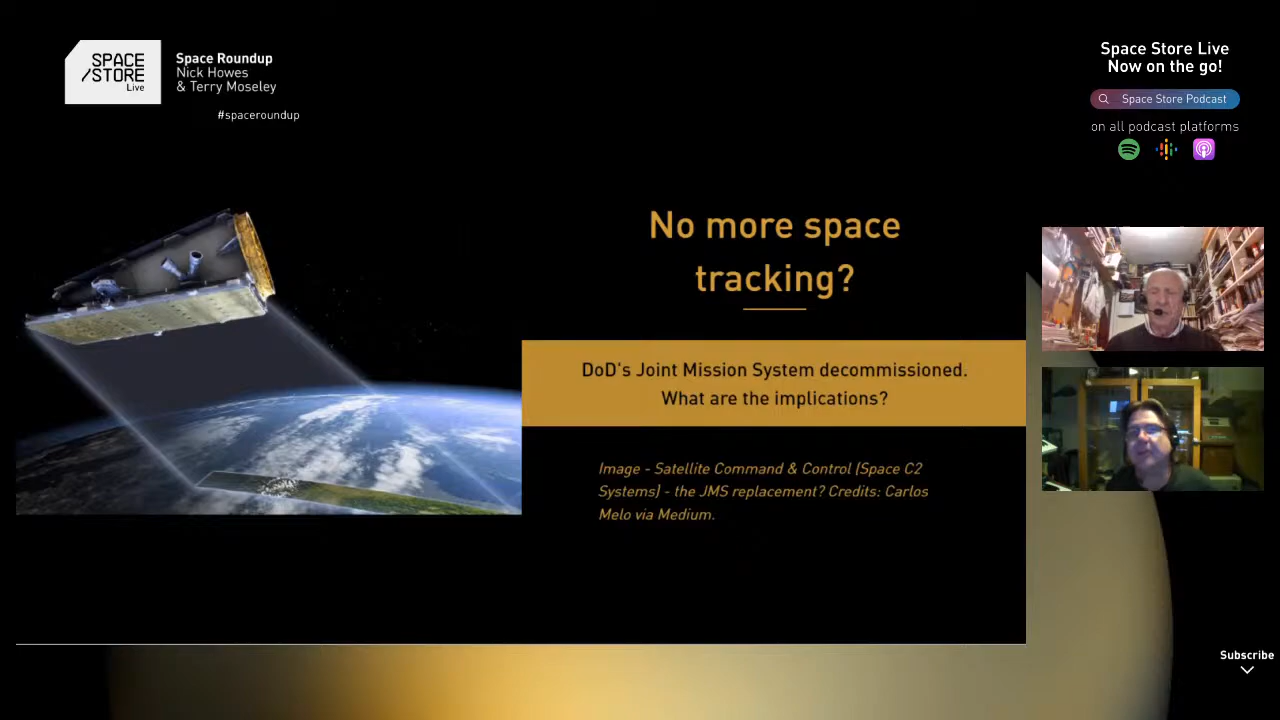 SPACE
/STORE
Live
Space Roundup
Nick Howes
& Terry Moseley
#spaceroundup
Space Store Live
Now on the go!
Space Store Podcast
on all podcast platforms
No more space
tracking?
DoD's Joint Mission System decommissioned.
What are the implications?
Image - Satellite Command & Control (Space C2
Systems) - the JMS replacement? Credits: Carlos
Melo via Medium.
Subscribe